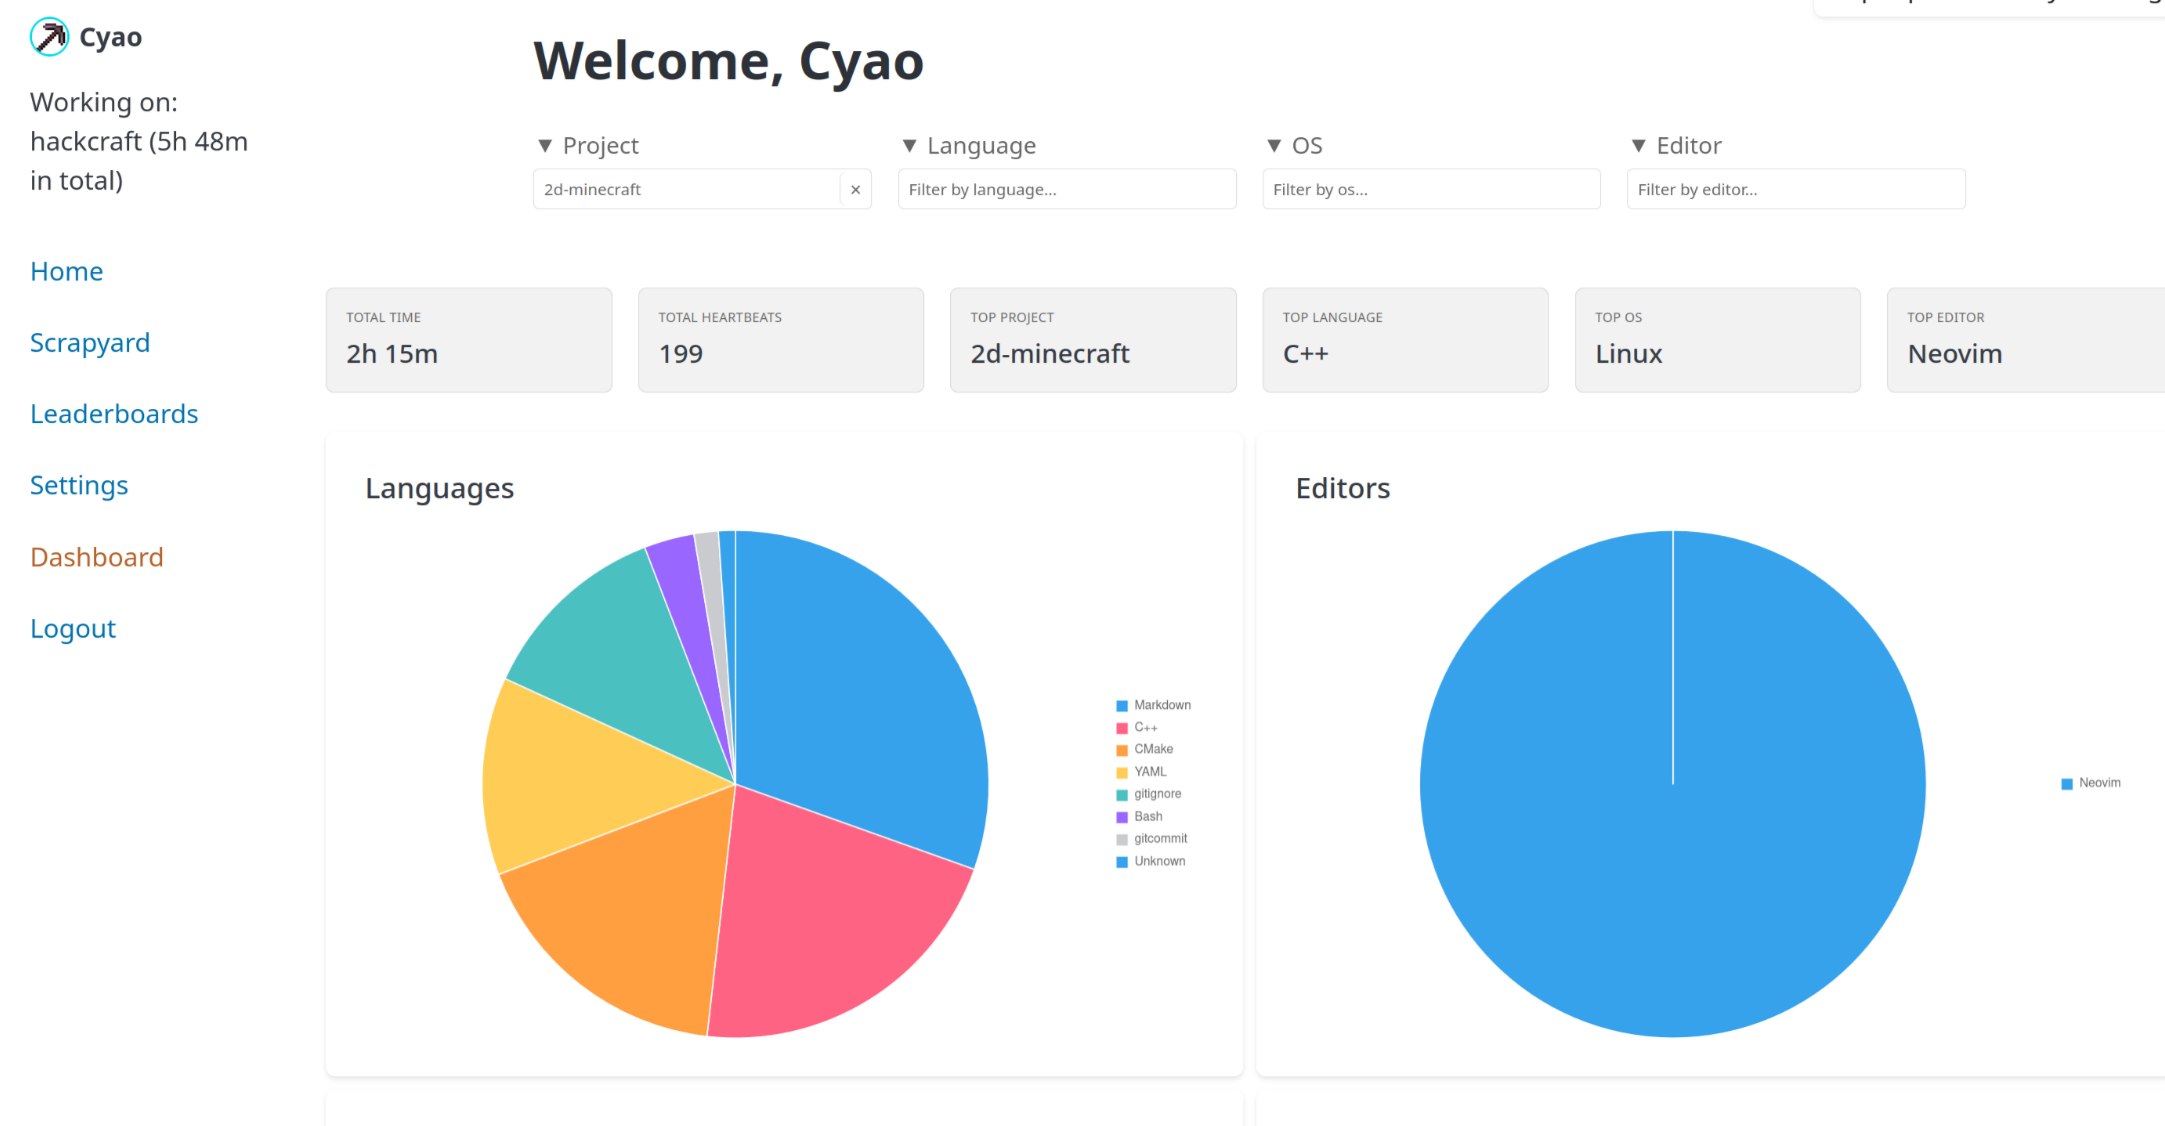 Cyao
Working on:
hackcraft (5h 48m
in total)
Home
Scrapyard
Leaderboards
Settings
Dashboard
Logout
Welcome, Cyao
▼ Project
2d-minecraft ×
▼ Language
Filter by language...
▼ OS
Filter by os...
▼ Editor
Filter by editor...
TOTAL TIME
2h 15m
TOTAL HEARTBEATS
199
TOP PROJECT
2d-minecraft
TOP LANGUAGE
C++
TOP OS
Linux
TOP EDITOR
Neovim
Languages
Markdown
C++
CMake
YAML
gitignore
Bash
gitcommit
Unknown
Editors
Neovim